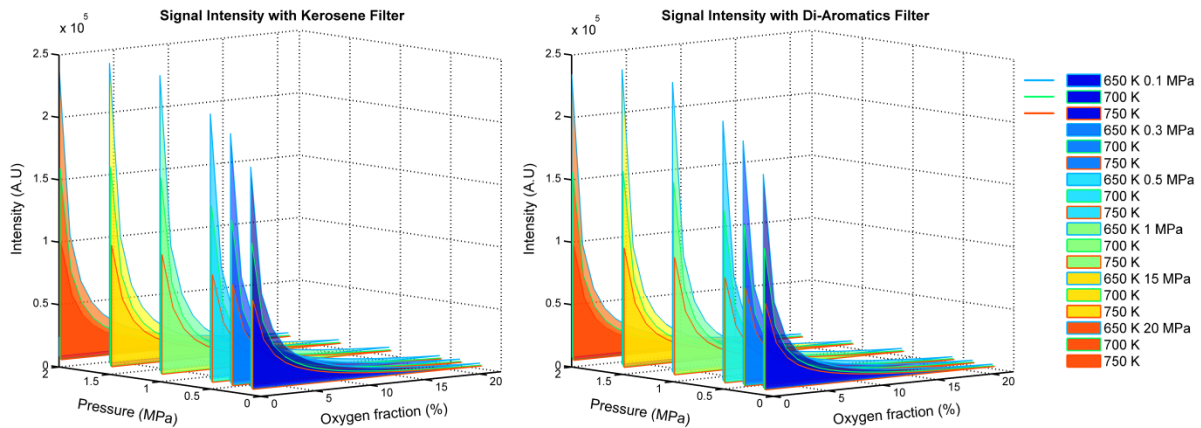 Signal Intensity with Kerosene Filter
x 10 5
2.5
2
1.5
1
0.5
0
Intensity (A.U)
2
1.5
1
0.5
0
Pressure (MPa)
0
5
10
15
20
Oxygen fraction (%)
Signal Intensity with Di-Aromatics Filter
x 10 5
2.5
2
1.5
1
0.5
0
Intensity (A.U)
2
1.5
1
0.5
0
Pressure (MPa)
0
5
10
15
20
Oxygen fraction (%)
650 K 0.1 MPa
700 K
750 K
650 K 0.3 MPa
700 K
750 K
650 K 0.5 MPa
700 K
750 K
650 K 1 MPa
700 K
750 K
650 K 15 MPa
700 K
750 K
650 K 20 MPa
700 K
750 K